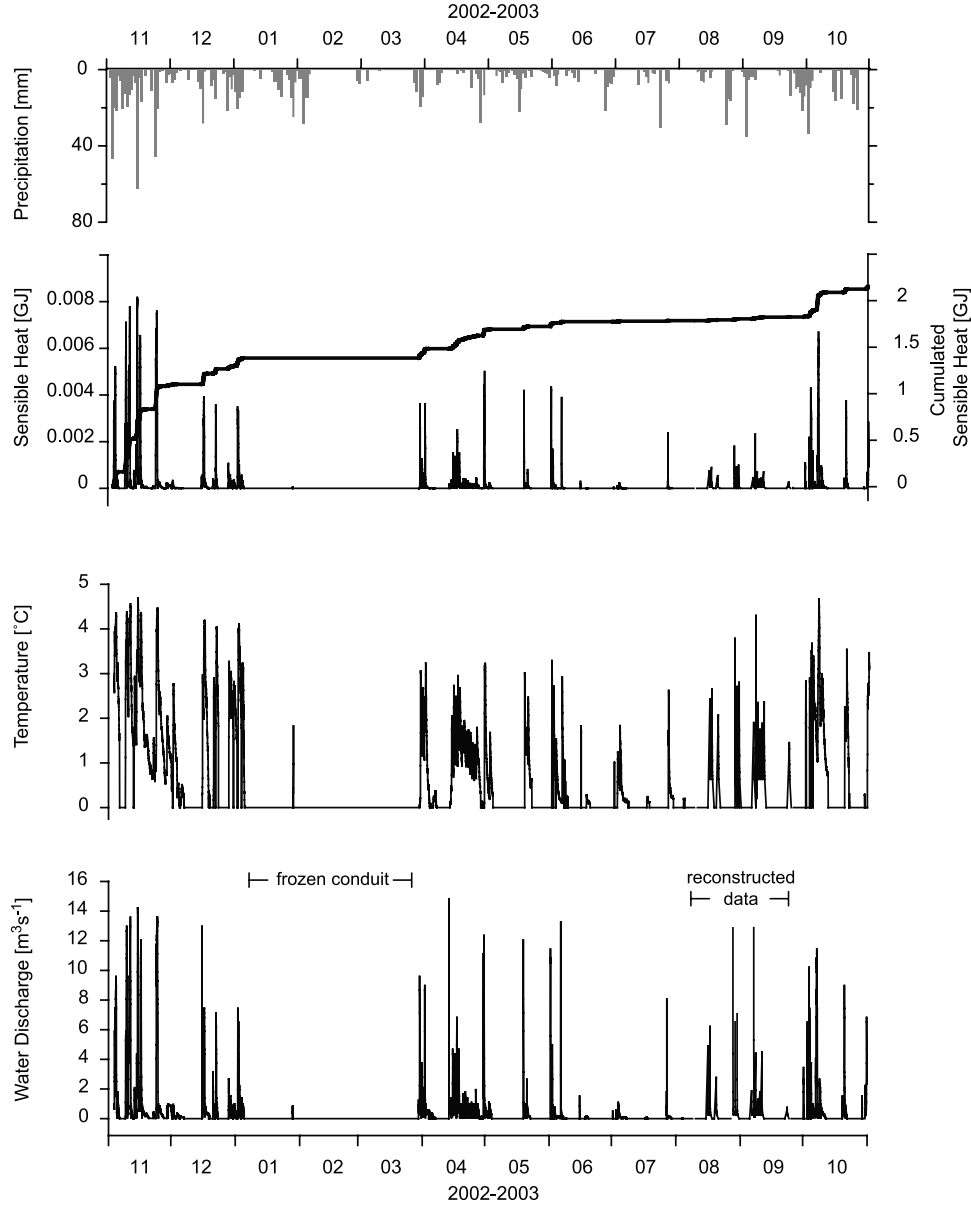 2002-2003
11 12 01 02 03 04 05 06 07 08 09 10
Precipitation [mm]
0
40
80
Sensible Heat [GJ]
0.008
0.006
0.004
0.002
0
Cumulated
Sensible Heat [GJ]
2
1.5
1
0.5
0
Temperature [˚C]
5
4
3
2
1
0
Water Discharge [m³s-¹]
16
14
12
10
8
6
4
2
0
frozen conduit
reconstructed
data
11 12 01 02 03 04 05 06 07 08 09 10
2002-2003